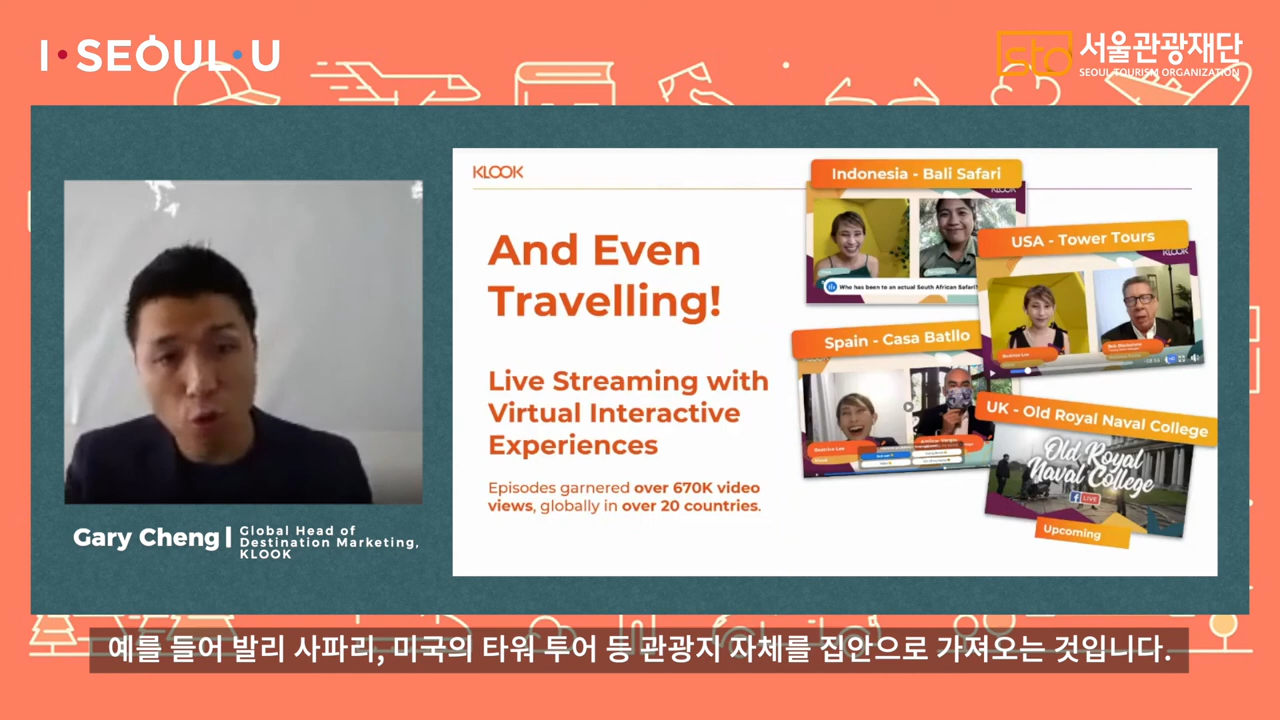 I·SEOUL·U
sto 서울관광재단
SEOUL TOURISM ORGANIZATION
KLOOK
And Even
Travelling!
Live Streaming with
Virtual Interactive
Experiences
Episodes garnered over 670K video
views, globally in over 20 countries.
Indonesia - Bali Safari
KLOOK
Who has been to an actual South African Safari?
USA - Tower Tours
KLOOK
Spain - Casa Batllo
UK - Old Royal Naval College
Old Royal
Naval College
LIVE
Upcoming
Gary Cheng
Global Head of
Destination Marketing,
KLOOK
예를 들어 발리 사파리, 미국의 타워 투어 등 관광지 자체를 집안으로 가져오는 것입니다.